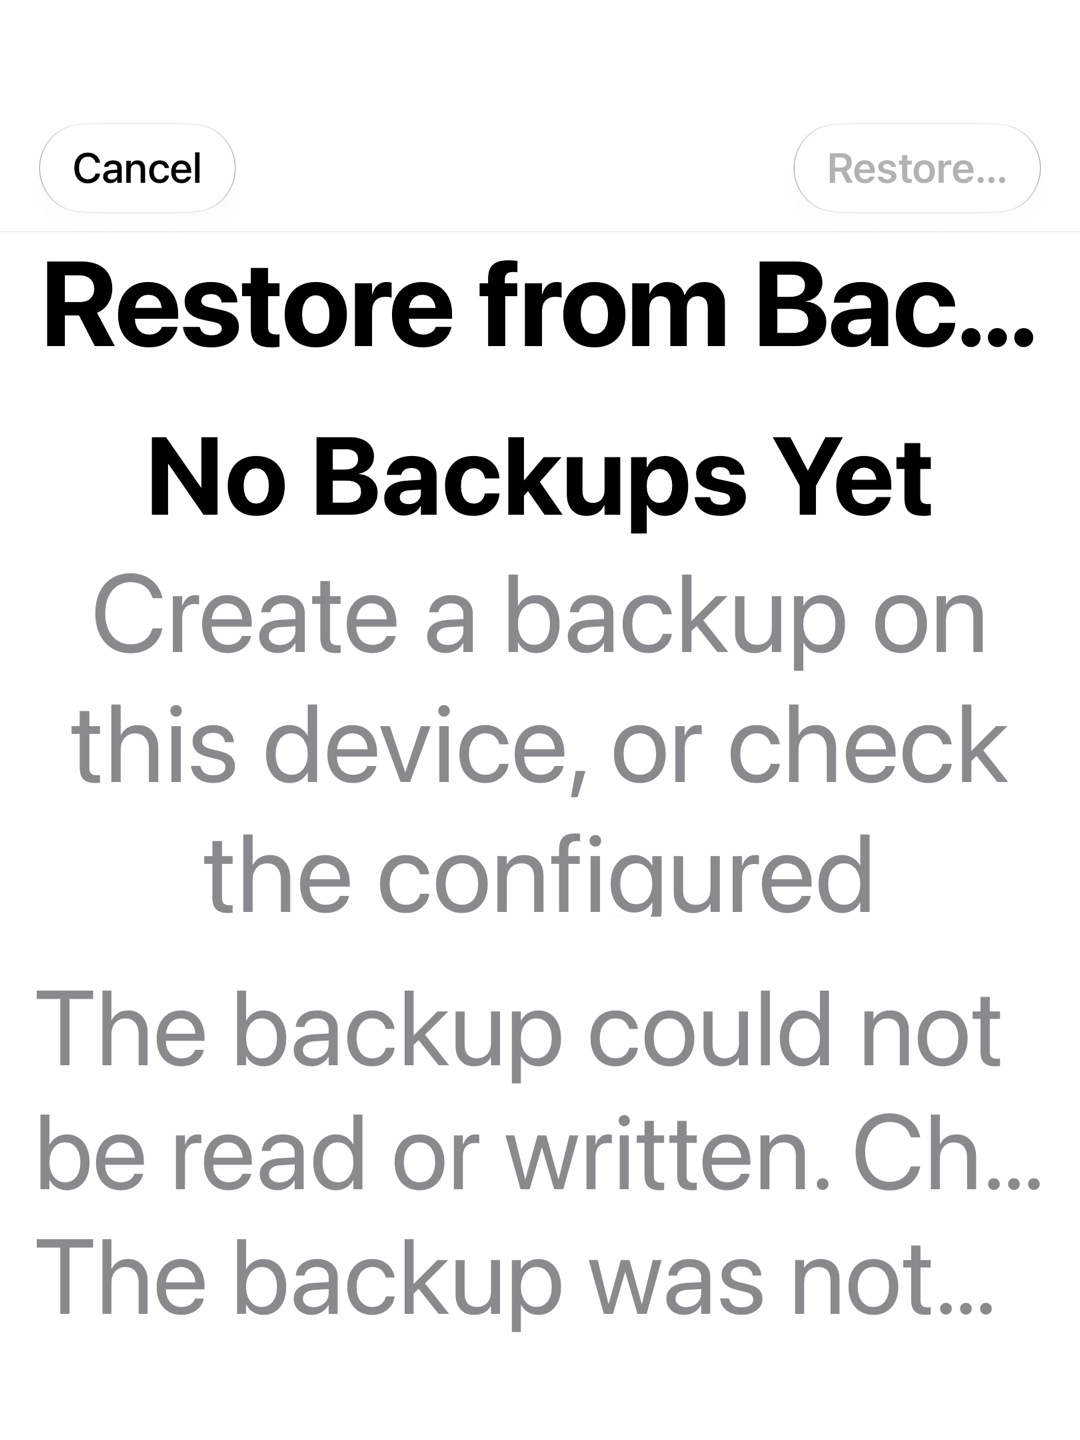 Cancel
Restore...
Restore from Bac...
No Backups Yet
Create a backup on
this device, or check
the configured
The backup could not
be read or written. Ch...
The backup was not...